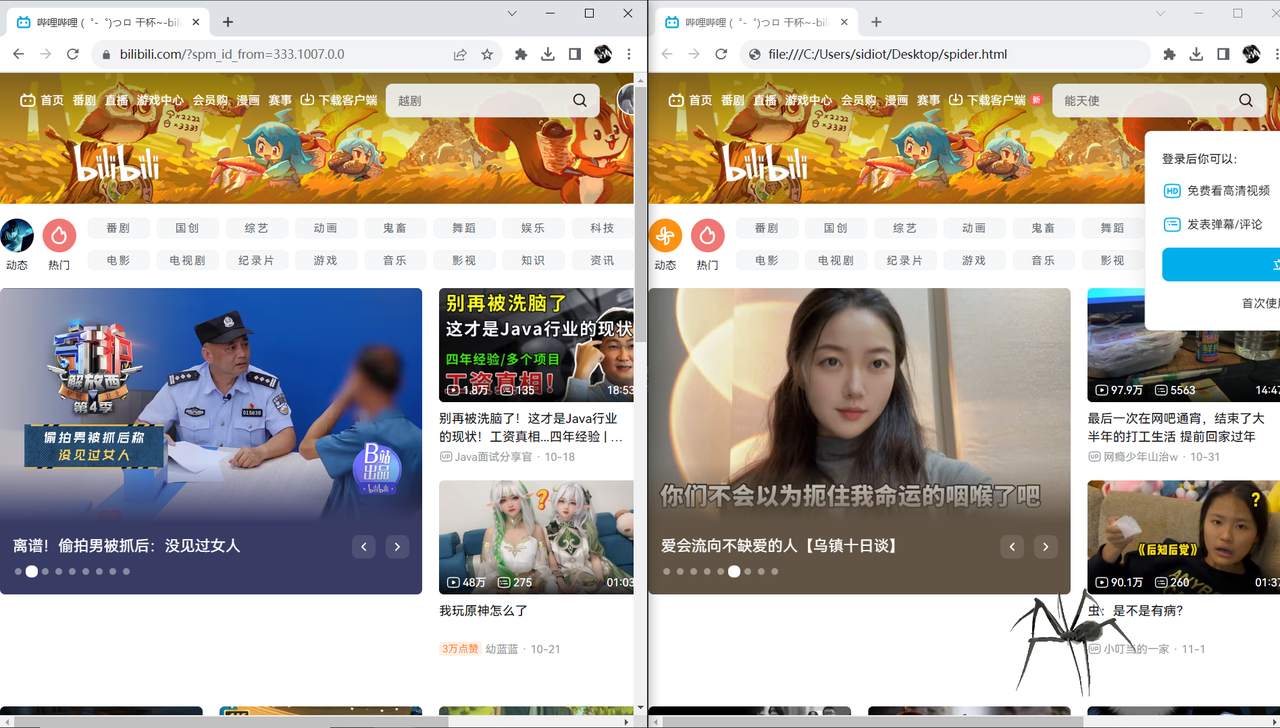 哔哩哔哩 (゜-゜)つロ 干杯~-bili
bilibili.com/?spm_id_from=333.1007.0.0
首页 番剧 直播 游戏中心 会员购 漫画 赛事 下载客户端
越剧
bilibili
动态 热门
番剧 国创 综艺 动画 鬼畜 舞蹈 娱乐 科技
电影 电视剧 纪录片 游戏 音乐 影视 知识 资讯
解放西
第4季
偷拍男被抓后称
没见过女人
015630
B站
出品
bilibili
离谱！偷拍男被抓后：没见过女人
别再被洗脑了
这才是Java行业的现状
四年经验/多个项目
工资真相！
1.8万 135 18:53
别再被洗脑了！这才是Java行业
的现状！工资真相...四年经验 | ...
UP Java面试分享官 · 10-18
?
48万 275 01:03
我玩原神怎么了
3万点赞 幼蓝蓝 · 10-21
哔哩哔哩 (゜-゜)つロ 干杯~-bili
file:///C:/Users/sidiot/Desktop/spider.html
首页 番剧 直播 游戏中心 会员购 漫画 赛事 下载客户端 新
能天使
bilibili
登录后你可以:
HD 免费看高清视频
发表弹幕/评论
立
首次使用
动态 热门
番剧 国创 综艺 动画 鬼畜 舞蹈
电影 电视剧 纪录片 游戏 音乐 影视
你们不会以为扼住我命运的咽喉了吧
爱会流向不缺爱的人【乌镇十日谈】
97.9万 5563 14:47
最后一次在网吧通宵，结束了大
半年的打工生活 提前回家过年
UP 网瘾少年山治w · 10-31
?
《后知后觉》
90.1万 260 01:37
虫：是不是有病?
UP 小叮当的一家 · 11-1